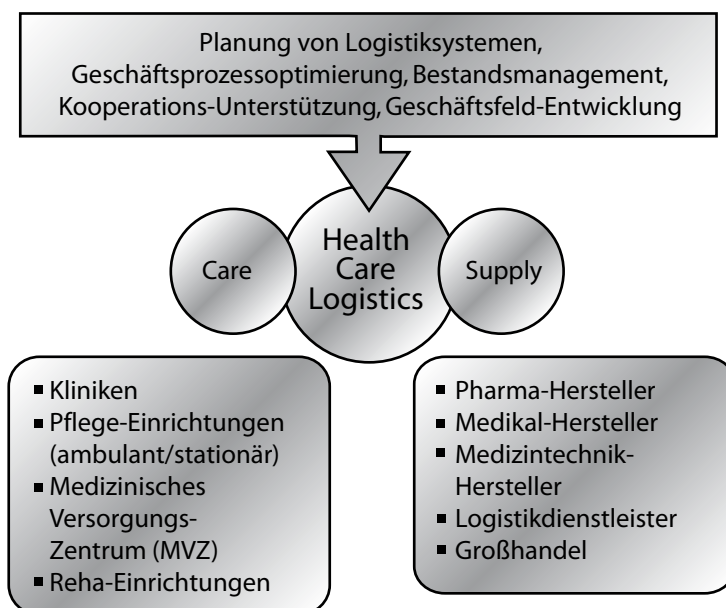 Planung von Logistiksystemen,
Geschäftsprozessoptimierung, Bestandsmanagement,
Kooperations-Unterstützung, Geschäftsfeld-Entwicklung
Care
Health
Care
Logistics
Supply
▪ Kliniken
▪ Pflege-Einrichtungen
(ambulant/stationär)
▪ Medizinisches
Versorgungs-
Zentrum (MVZ)
▪ Reha-Einrichtungen
▪ Pharma-Hersteller
▪ Medikal-Hersteller
▪ Medizintechnik-
Hersteller
▪ Logistikdienstleister
▪ Großhandel